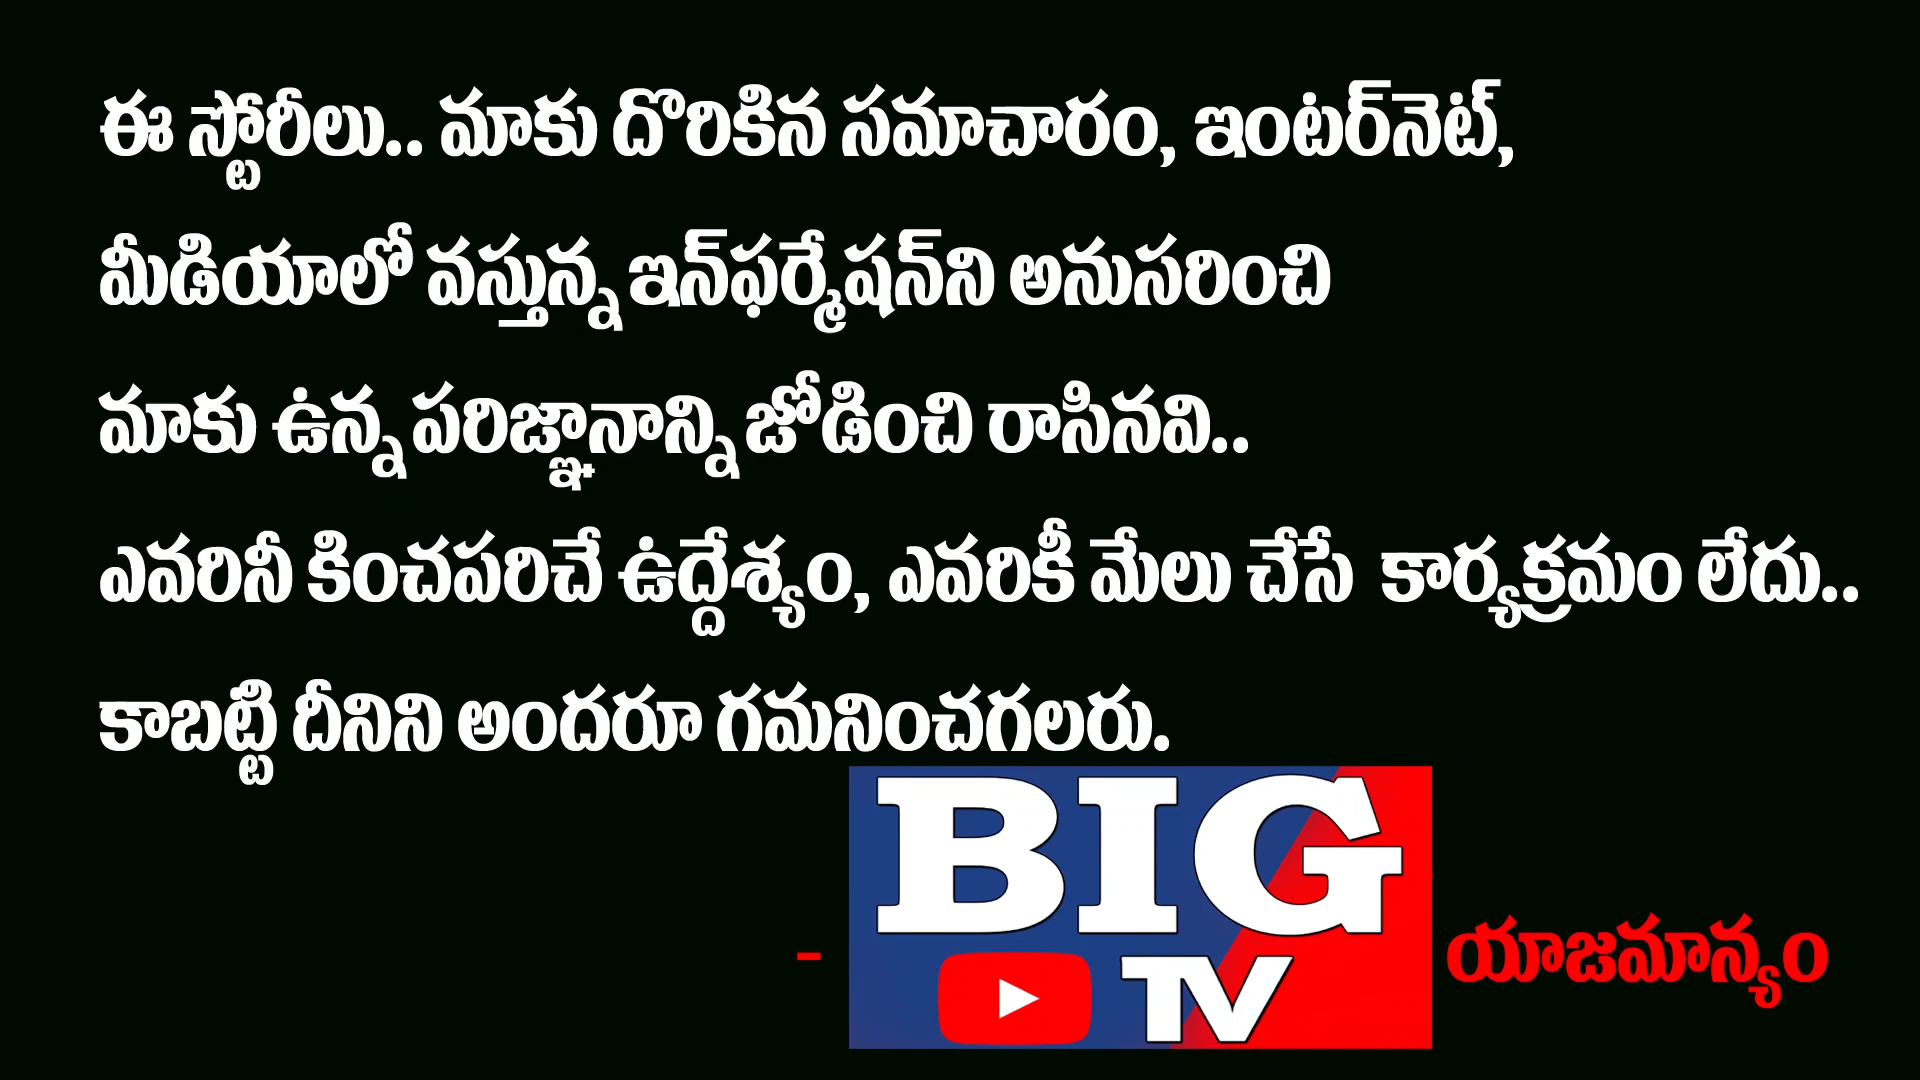 ఈ స్టోరీలు.. మాకు దొరికిన సమాచారం, ఇంటర్‌నెట్,
మీడియాలో వస్తున్న ఇన్‌ఫర్మేషన్‌ని అనుసరించి
మాకు ఉన్న పరిజ్ఞానాన్ని జోడించి రాసినవి..
ఎవరినీ కించపరిచే ఉద్దేశ్యం, ఎవరికీ మేలు చేసే కార్యక్రమం లేదు..
కాబట్టి దీనిని అందరూ గమనించగలరు.
BIG
- TV యాజమాన్యం